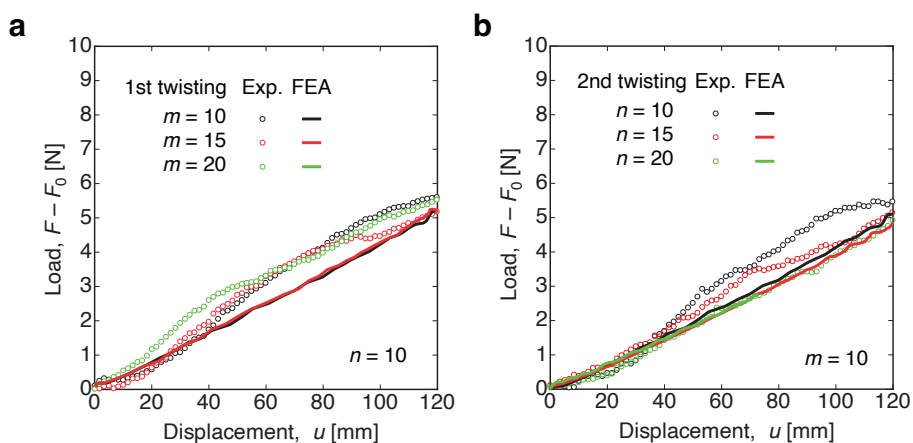 a
10
9
8
7
6
5
4
3
2
1
0
Load, F – F0 [N]
1st twisting Exp. FEA
m = 10
m = 15
m = 20
n = 10
0 20 40 60 80 100 120
Displacement, u [mm]
b
10
9
8
7
6
5
4
3
2
1
0
Load, F – F0 [N]
2nd twisting Exp. FEA
n = 10
n = 15
n = 20
m = 10
0 20 40 60 80 100 120
Displacement, u [mm]